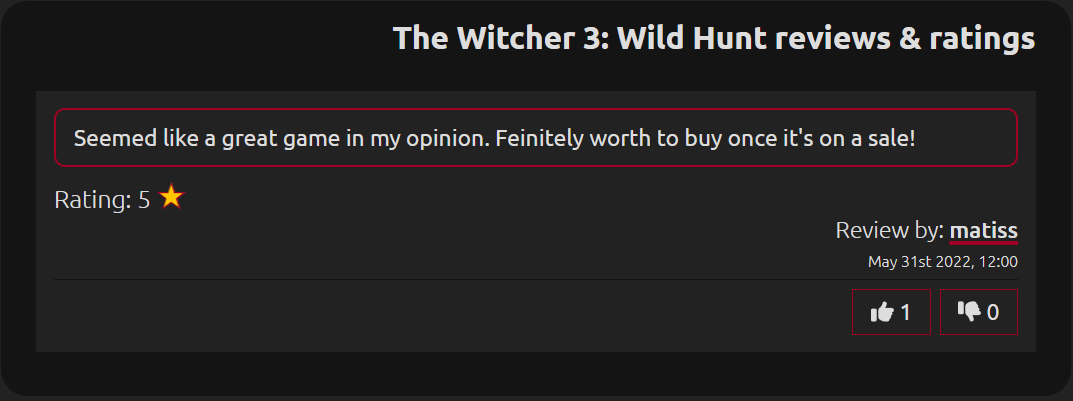 The Witcher 3: Wild Hunt reviews & ratings
Seemed like a great game in my opinion. Feinitely worth to buy once it's on a sale!
Rating: 5
Review by: matiss
May 31st 2022, 12:00
1 0